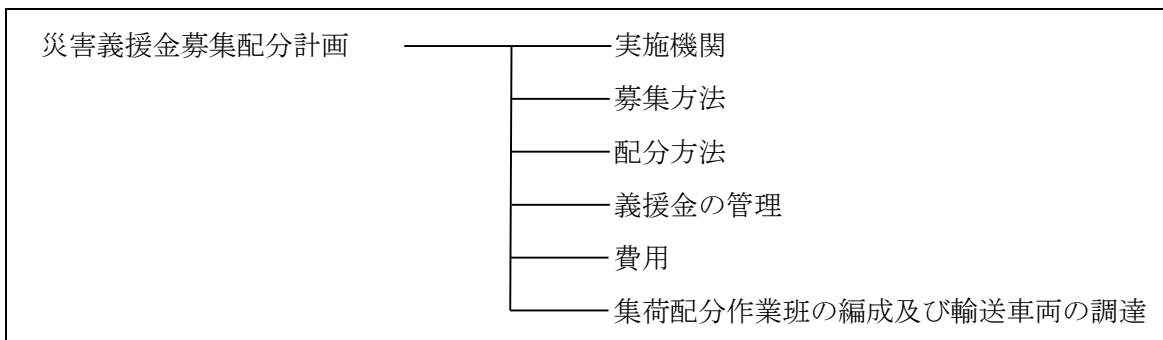 災害義援金募集配分計画
実施機関
募集方法
配分方法
義援金の管理
費用
集荷配分作業班の編成及び輸送車両の調達